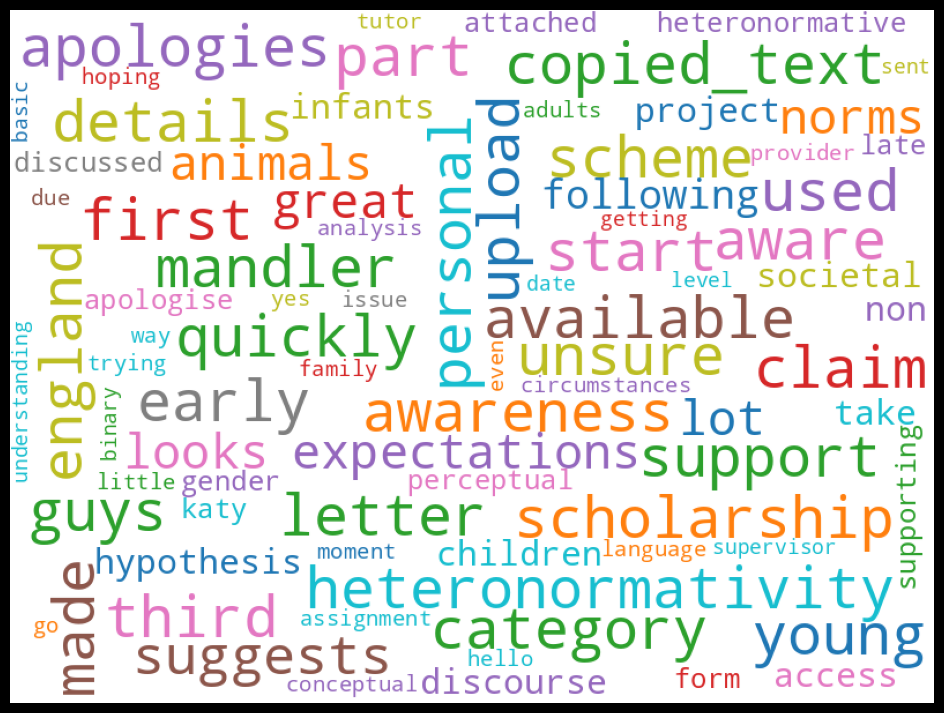 tutor attached heteronormative
apologies part copied_text sent
hoping
basic details infants adults project norms
discussed animals personal upload scheme provider late
due first great following used
analysis getting
mandler start aware
england apologise yes issue date level societal
way quickly available non
understanding trying family even unsure claim
binary early circumstances
awareness lot take
looks expectations support
little gender perceptual supporting
guys katy letter scholarship
hypothesis moment children language supervisor
made heteronormativity
third assignment category young
go suggests hello
conceptual discourse form access